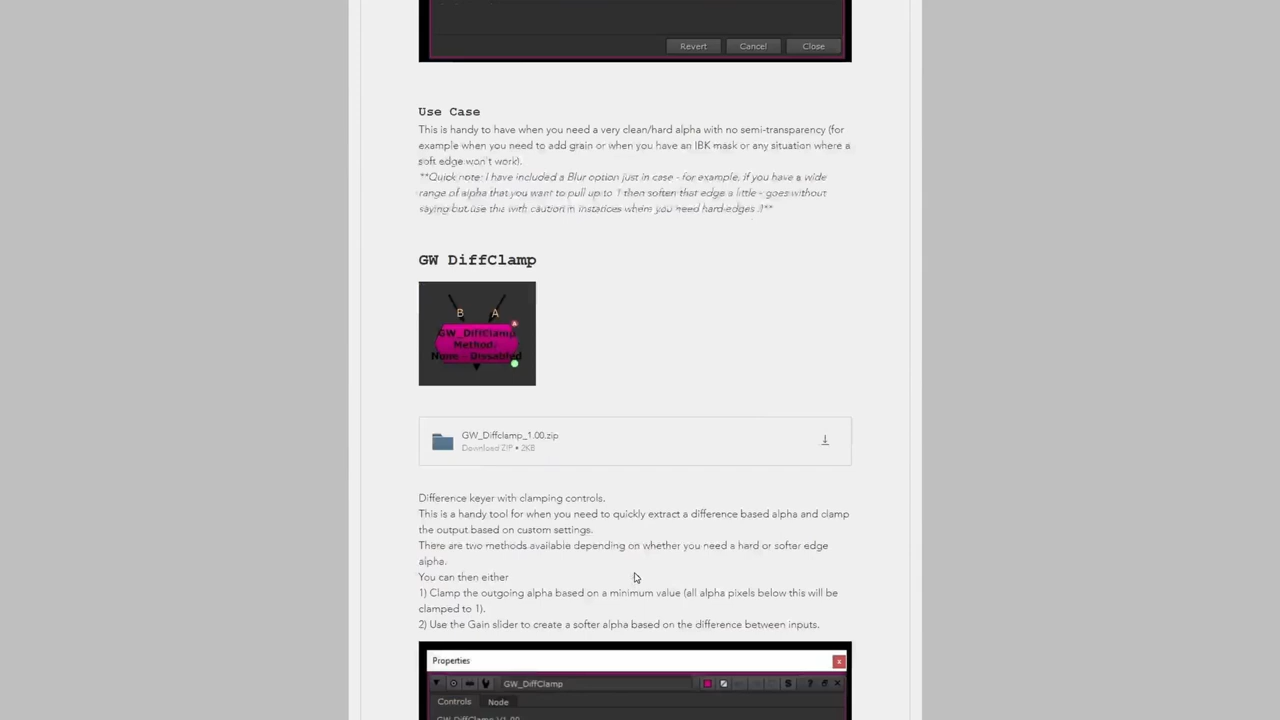 Revert Cancel Close
Use Case
This is handy to have when you need a very clean/hard alpha with no semi-transparency (for
example when you need to add grain or when you have an IBK mask or any situation where a
soft edge won't work).
**Quick note: I have included a Blur option just in case - for example, if you have a wide
range of alpha that you want to pull up to 1 then soften that edge a little - goes without
saying but use this with caution in instances where you need hard edges :)**
GW DiffClamp
B A
GW_DiffClamp
Method:
None - Disabled
GW_Diffclamp_1.00.zip
Download ZIP • 2KB
Difference keyer with clamping controls.
This is a handy tool for when you need to quickly extract a difference based alpha and clamp
the output based on custom settings.
There are two methods available depending on whether you need a hard or softer edge
alpha.
You can then either
1) Clamp the outgoing alpha based on a minimum value (all alpha pixels below this will be
clamped to 1).
2) Use the Gain slider to create a softer alpha based on the difference between inputs.
Properties
GW_DiffClamp
S ?
Controls Node
GW_DiffClamp V1.00